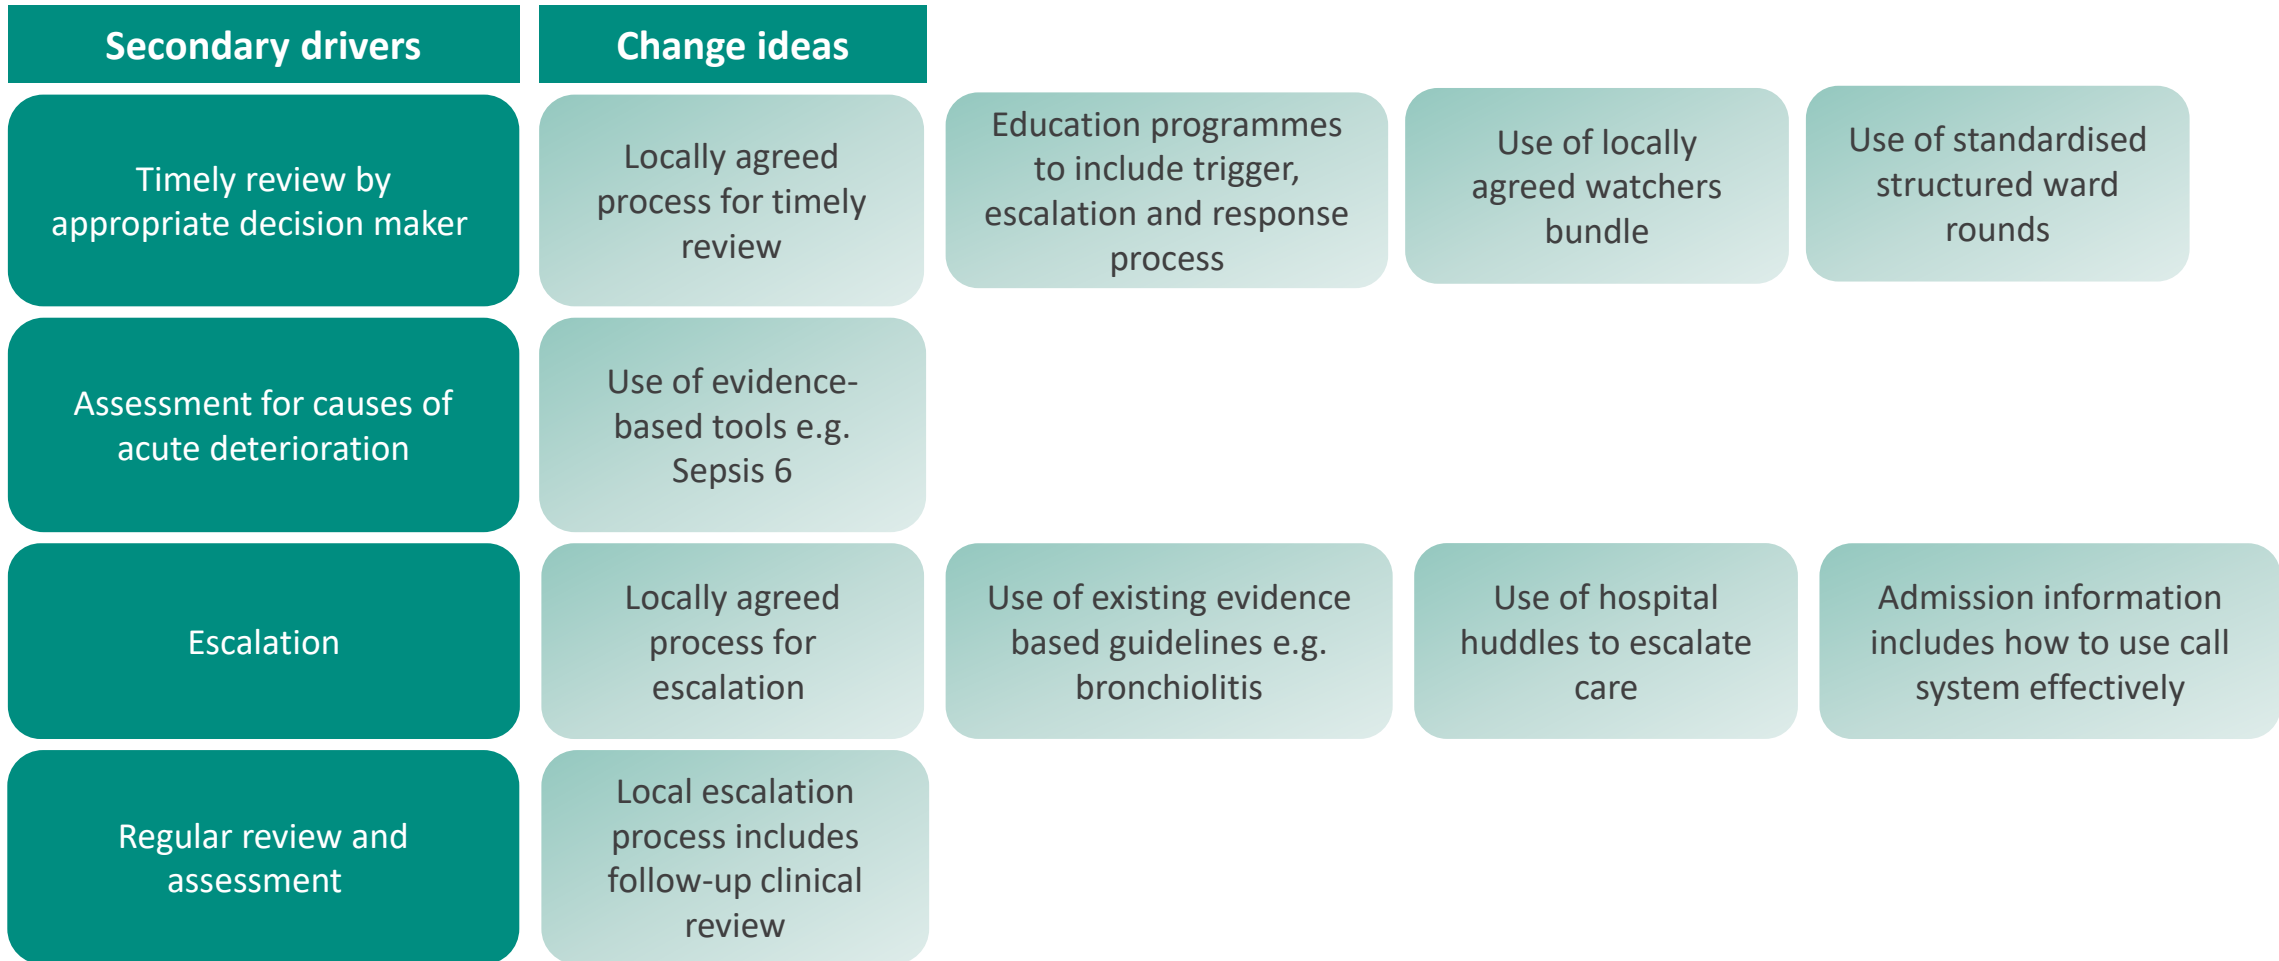 Secondary drivers
Change ideas
Timely review by
appropriate decision maker
Locally agreed
process for timely
review
Education programmes
to include trigger,
escalation and response
process
Use of locally
agreed watchers
bundle
Use of standardised
structured ward
rounds
Assessment for causes of
acute deterioration
Use of evidence-
based tools e.g.
Sepsis 6
Escalation
Locally agreed
process for
escalation
Use of existing evidence
based guidelines e.g.
bronchiolitis
Use of hospital
huddles to escalate
care
Admission information
includes how to use call
system effectively
Regular review and
assessment
Local escalation
process includes
follow-up clinical
review